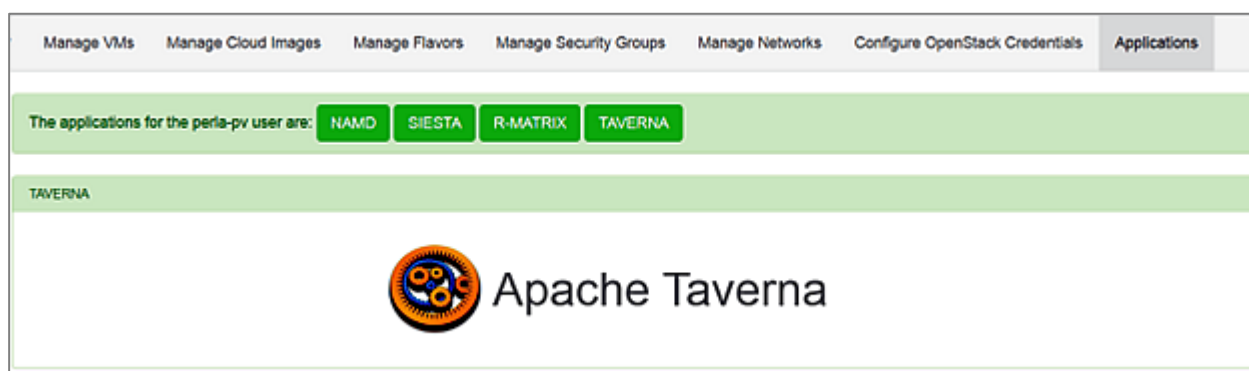 Manage VMs Manage Cloud Images Manage Flavors Manage Security Groups Manage Networks Configure OpenStack Credentials Applications
The applications for the perla-pv user are: NAMD SIESTA R-MATRIX TAVERNA
TAVERNA
Apache Taverna